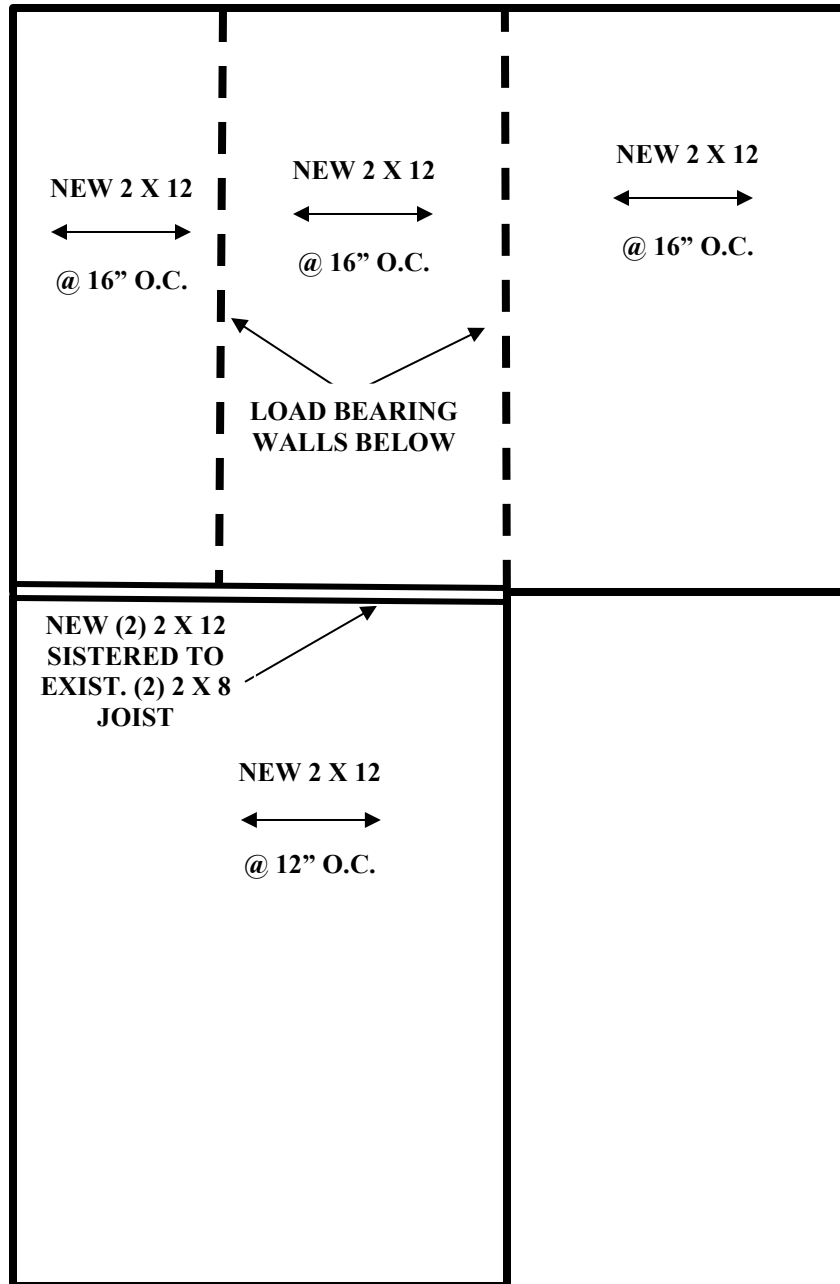 NEW 2 X 12
@ 16” O.C.
NEW 2 X 12
@ 16” O.C.
NEW 2 X 12
@ 16” O.C.
LOAD BEARING
WALLS BELOW
NEW (2) 2 X 12
SISTERED TO
EXIST. (2) 2 X 8
JOIST
NEW 2 X 12
@ 12” O.C.